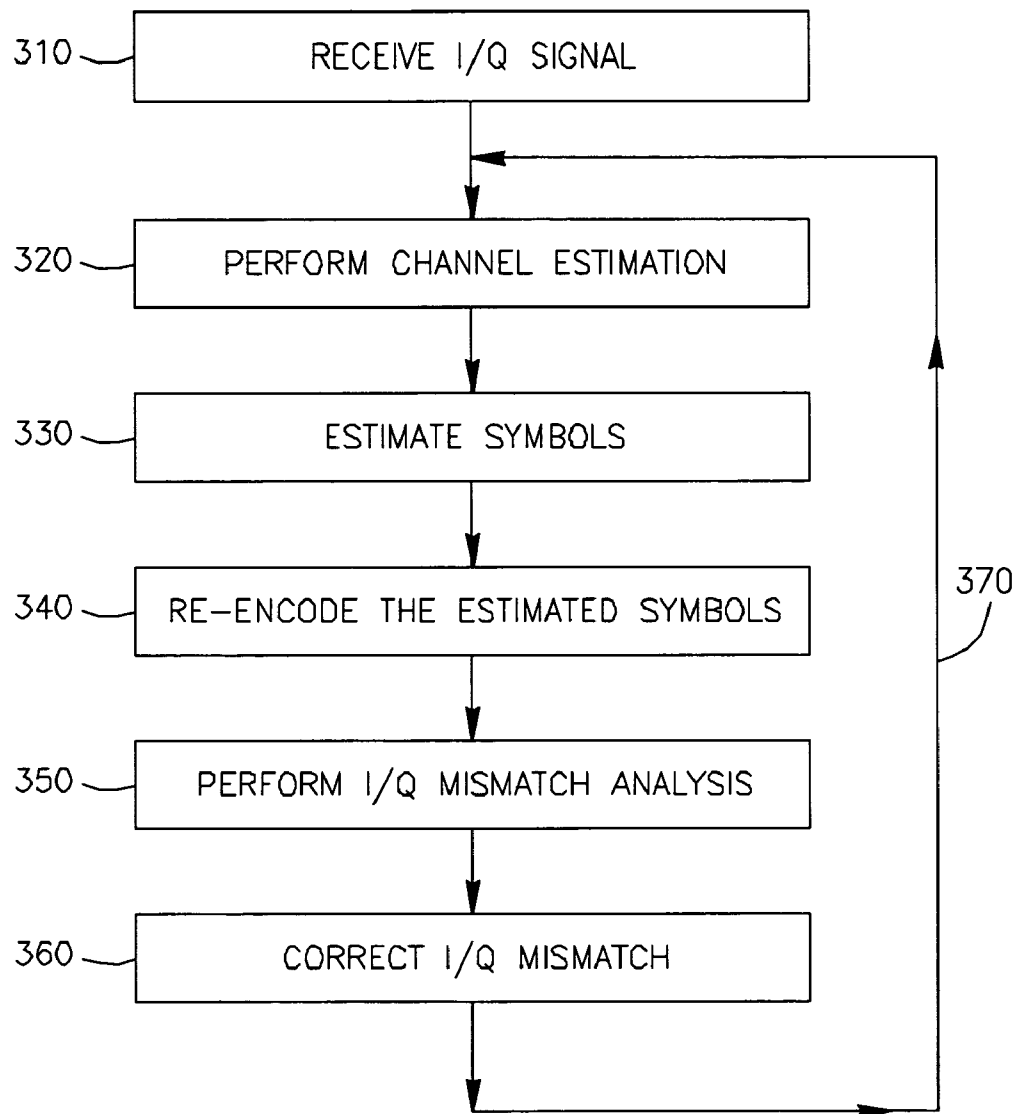 310 RECEIVE I/Q SIGNAL
320 PERFORM CHANNEL ESTIMATION
330 ESTIMATE SYMBOLS
340 RE-ENCODE THE ESTIMATED SYMBOLS
370
350 PERFORM I/Q MISMATCH ANALYSIS
360 CORRECT I/Q MISMATCH